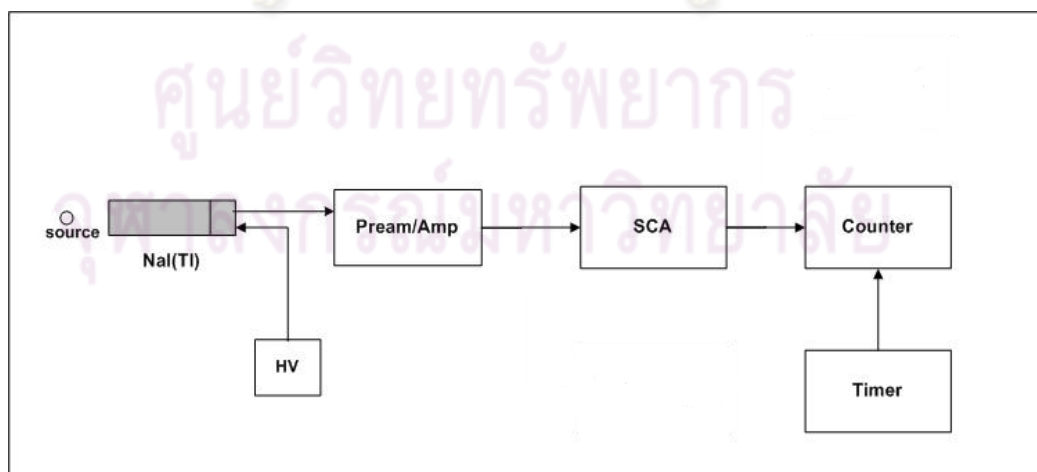 ศูนย์วิทยทรัพยากร
จุฬาลงกรณ์มหาวิทยาลัย
source
NaI(Tl)
Pream/Amp
SCA
Counter
HV
Timer